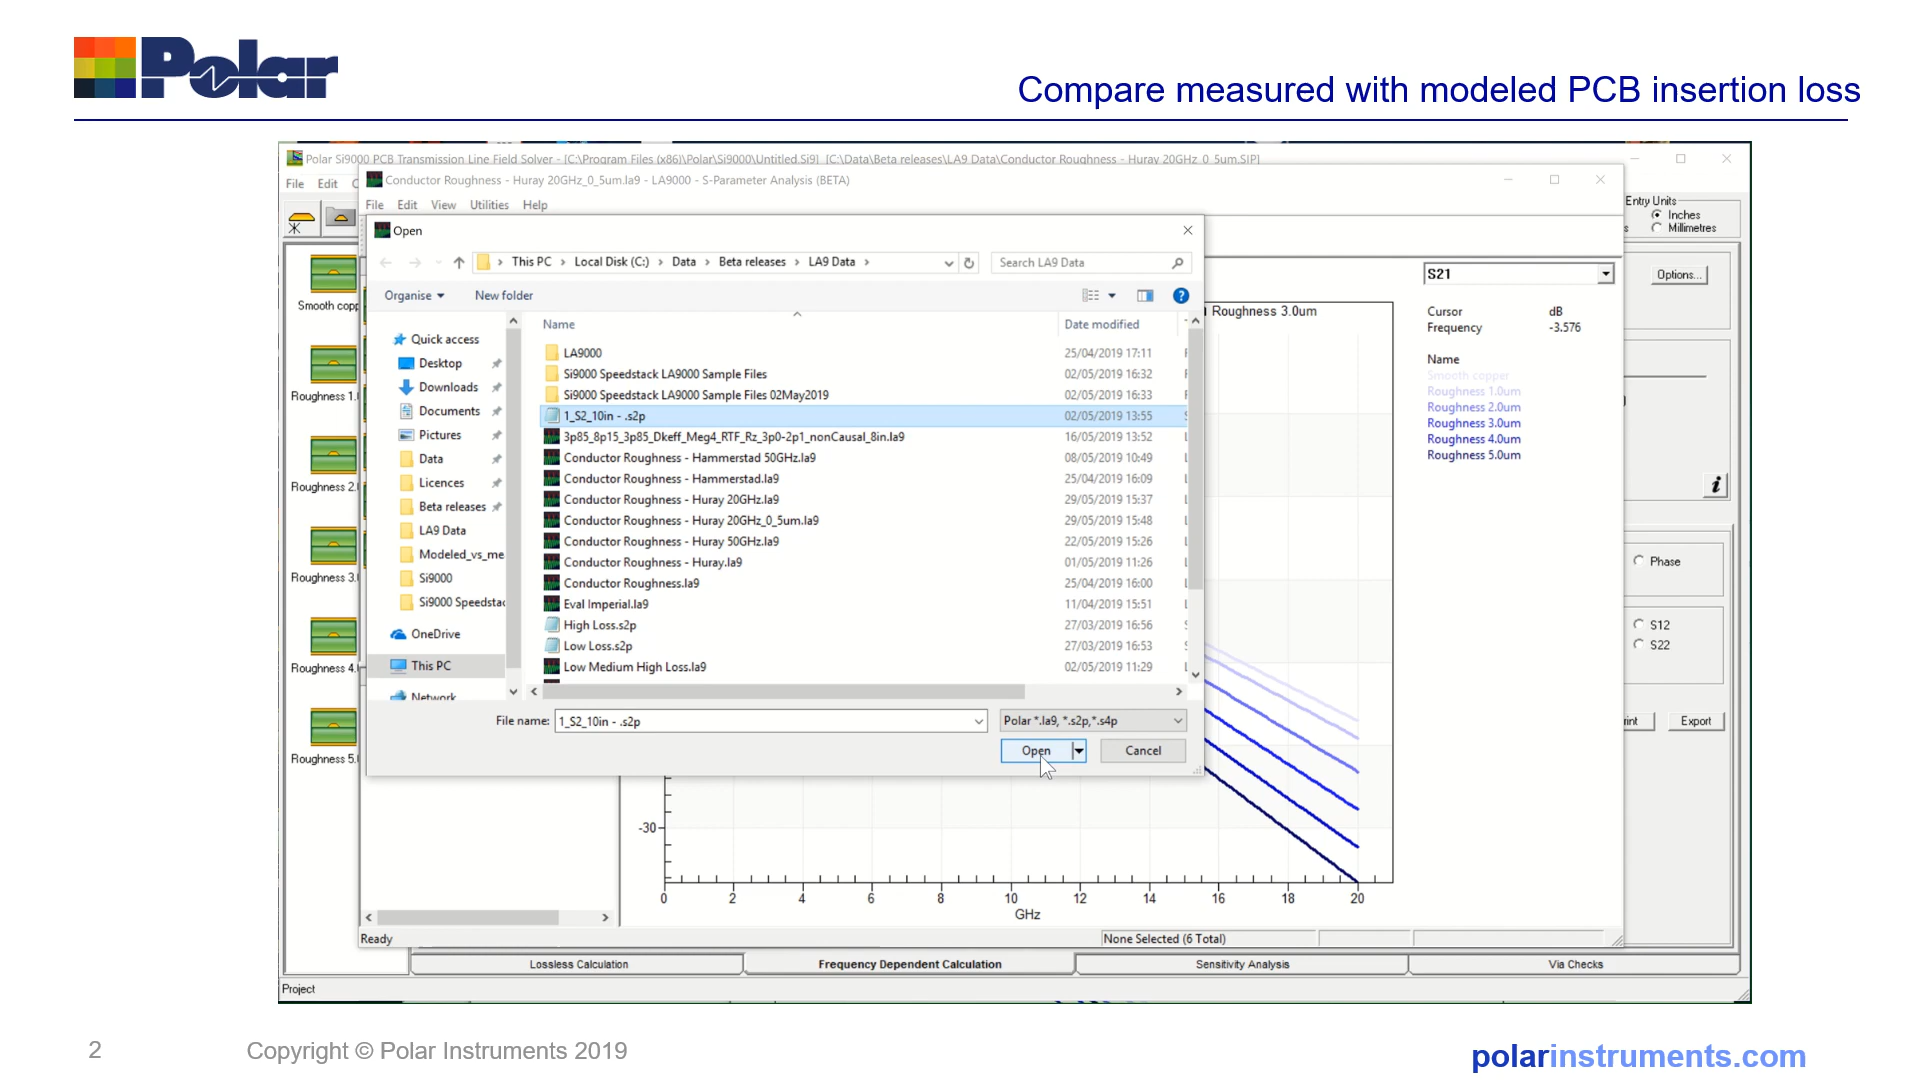 Polar
Compare measured with modeled PCB insertion loss
Polar Si9000 PCB Transmission Line Field Solver - [C:\Program Files (x86)\Polar\Si9000\Untitled.Si9] [C:\Data\Beta releases\LA9 Data\Conductor Roughness - Huray 20GHz_0_5um.SIP]
File Edit
Conductor Roughness - Huray 20GHz_0_5um.la9 - LA9000 - S-Parameter Analysis (BETA)
File Edit View Utilities Help
Entry Units
Inches
Millimetres
Open
This PC > Local Disk (C:) > Data > Beta releases > LA9 Data >
Search LA9 Data
Organise
New folder
Name
Date modified
Quick access
Desktop
Downloads
Documents
Pictures
Data
Licences
Beta releases
LA9 Data
Modeled_vs_me
Si9000
Si9000 Speedstac
OneDrive
This PC
Network
LA9000 25/04/2019 17:11
Si9000 Speedstack LA9000 Sample Files 02/05/2019 16:32
Si9000 Speedstack LA9000 Sample Files 02May2019 02/05/2019 16:33
1_S2_10in - .s2p 02/05/2019 13:55
3p85_8p15_3p85_Dkeff_Meg4_RTF_Rz_3p0-2p1_nonCausal_8in.la9 16/05/2019 13:52
Conductor Roughness - Hammerstad 50GHz.la9 08/05/2019 10:49
Conductor Roughness - Hammerstad.la9 25/04/2019 16:09
Conductor Roughness - Huray 20GHz.la9 29/05/2019 15:37
Conductor Roughness - Huray 20GHz_0_5um.la9 29/05/2019 15:48
Conductor Roughness - Huray 50GHz.la9 22/05/2019 15:26
Conductor Roughness - Huray.la9 01/05/2019 11:26
Conductor Roughness.la9 25/04/2019 16:00
Eval Imperial.la9 11/04/2019 15:51
High Loss.s2p 27/03/2019 16:56
Low Loss.s2p 27/03/2019 16:53
Low Medium High Loss.la9 02/05/2019 11:29
File name: 1_S2_10in - .s2p
Polar *.la9, *.s2p,*.s4p
Open
Cancel
Smooth copp
Roughness 1.
Roughness 2.
Roughness 3.
Roughness 4.
Roughness 5.
Roughness 3.0um
S21
Options...
Cursor dB
Frequency -3.576
Name
Smooth copper
Roughness 1.0um
Roughness 2.0um
Roughness 3.0um
Roughness 4.0um
Roughness 5.0um
i
Phase
S12
S22
rint
Export
-30
0 2 4 6 8 10 12 14 16 18 20
GHz
Ready
None Selected (6 Total)
Lossless Calculation
Frequency Dependent Calculation
Sensitivity Analysis
Via Checks
Project
2
Copyright © Polar Instruments 2019
polarinstruments.com